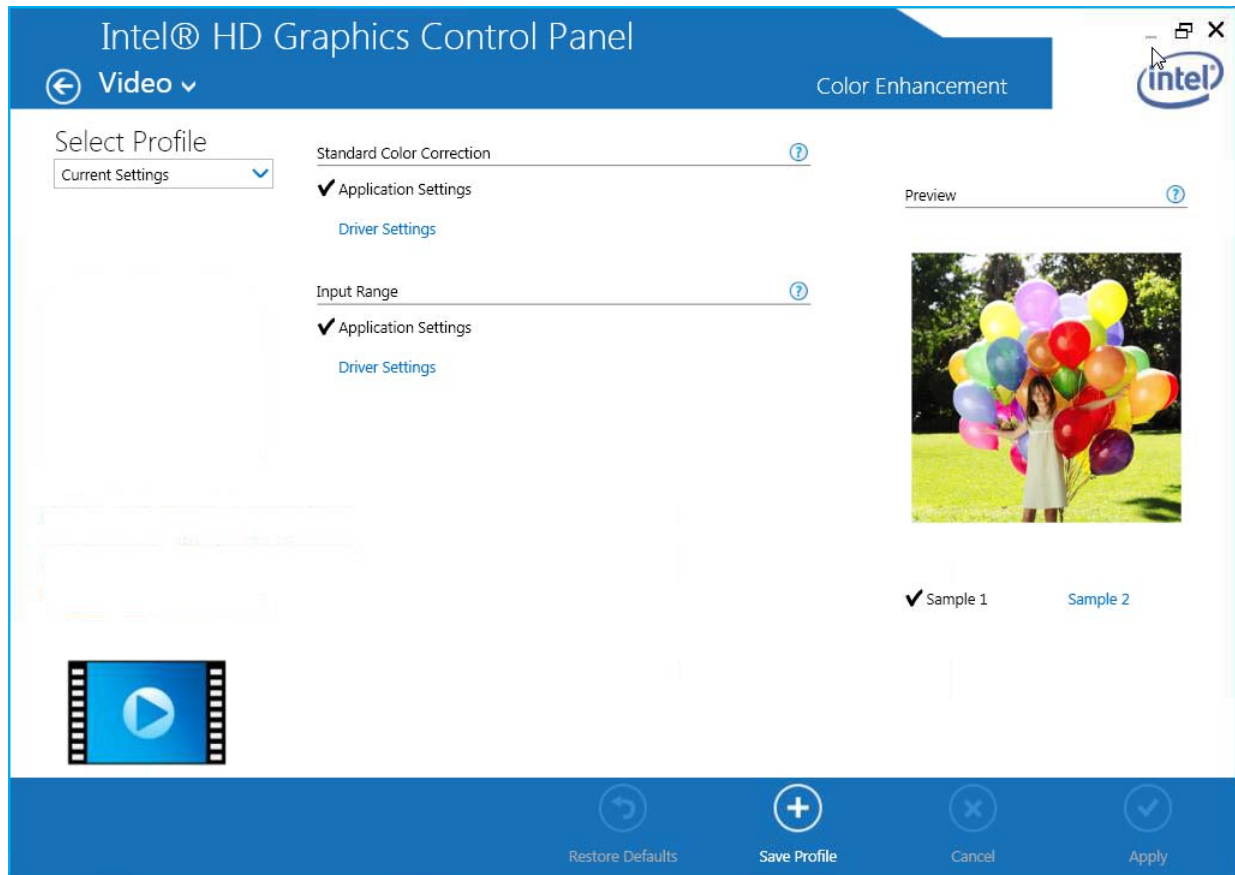 Intel® HD Graphics Control Panel
Video
Color Enhancement
intel®
Select Profile
Current Settings
Standard Color Correction
?
Application Settings
Driver Settings
Input Range
?
Application Settings
Driver Settings
Preview
?
Sample 1
Sample 2
Restore Defaults
Save Profile
Cancel
Apply